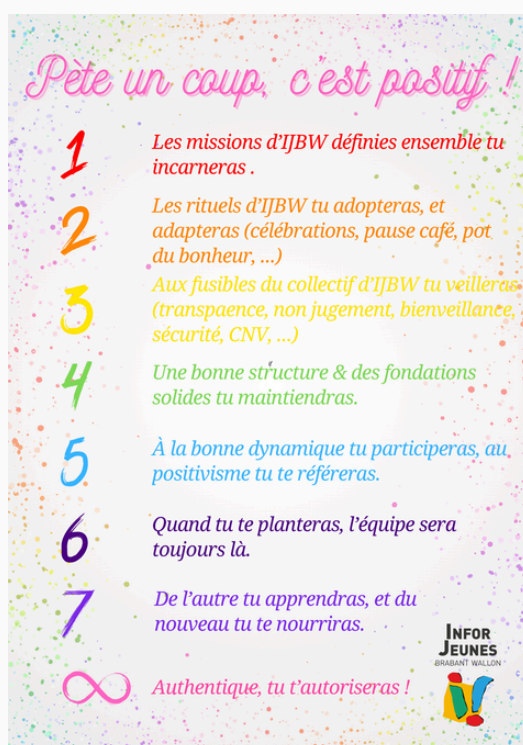 Pète un coup, c'est positif !
1
Les missions d'IJBW définies ensemble tu
incarneras .
2
Les rituels d'IJBW tu adopteras, et
adapteras (célébrations, pause café, pot
du bonheur, ...)
3
Aux fusibles du collectif d'IJBW tu veilleras
(transpaence, non jugement, bienveillance,
sécurité, CNV, ...)
4
Une bonne structure & des fondations
solides tu maintiendras.
5
À la bonne dynamique tu participeras, au
positivisme tu te référeras.
6
Quand tu te planteras, l'équipe sera
toujours là.
7
De l'autre tu apprendras, et du
nouveau tu te nourriras.
∞
Authentique, tu t'autoriseras !
INFOR
JEUNES
BRABANT WALLON